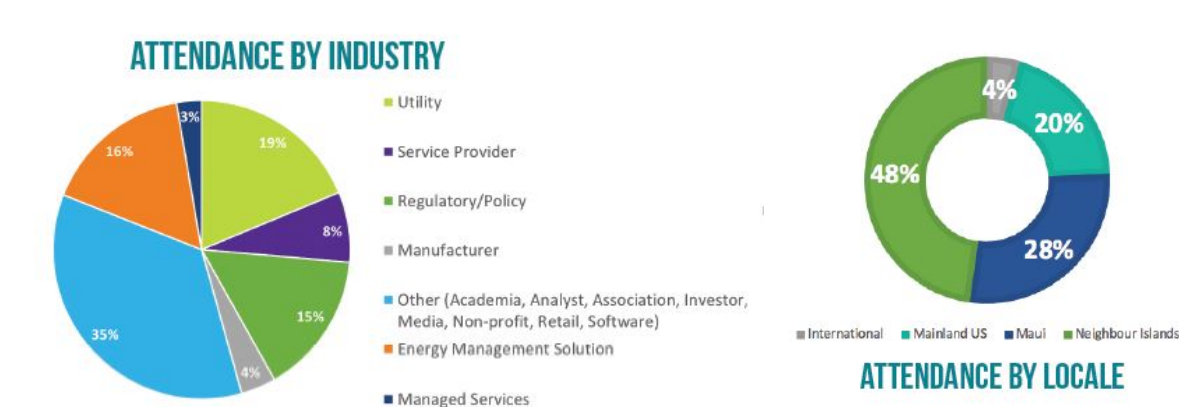 ATTENDANCE BY INDUSTRY
3%
19%
16%
8%
15%
35%
4%
Utility
Service Provider
Regulatory/Policy
Manufacturer
Other (Academia, Analyst, Association, Investor,
Media, Non-profit, Retail, Software)
Energy Management Solution
Managed Services
4%
20%
48%
28%
International Mainland US Maui Neighbour Islands
ATTENDANCE BY LOCALE